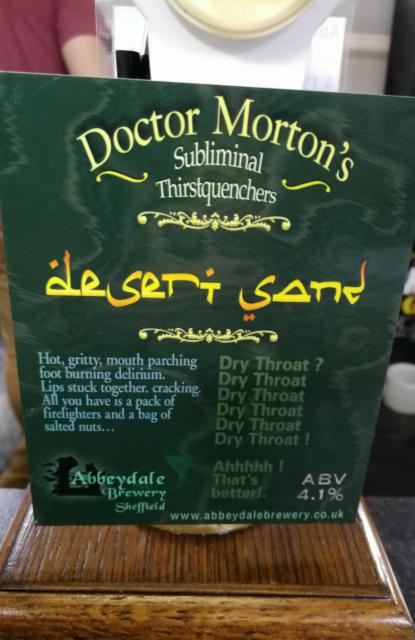 Doctor Morton's
Subliminal
Thirstquenchers
desert sand
Hot, gritty, mouth parching
foot burning delirium.
Lips stuck together. cracking.
All you have is a pack of
firelighters and a bag of
salted nuts...
Dry Throat ?
Dry Throat
Dry Throat
Dry Throat
Dry Throat
Dry Throat !
Ahhhhh !
That's
better!.
Abbeydale
Brewery
Sheffield
ABV
4.1%
www.abbeydalebrewery.co.uk